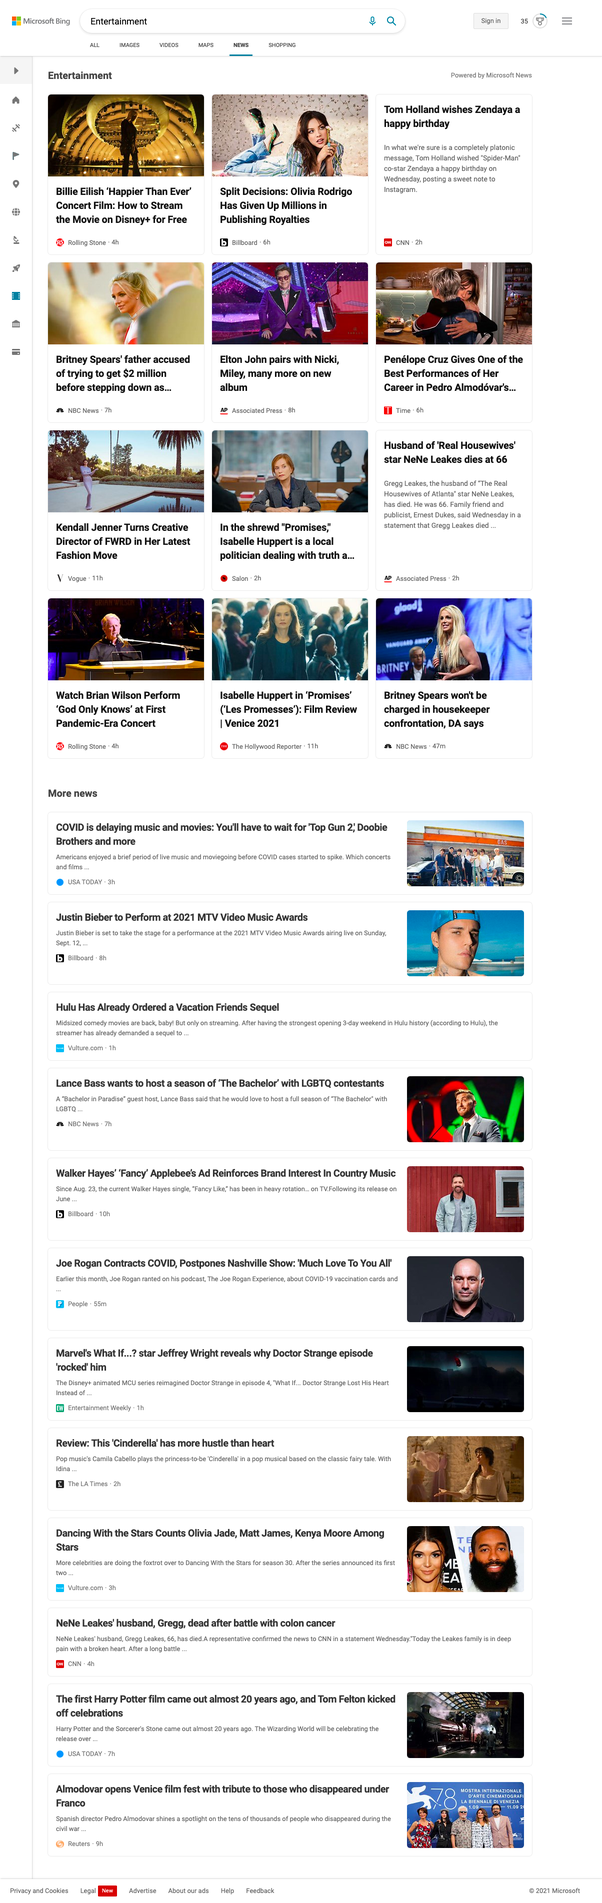 Microsoft Bing
Entertainment
Sign in
35
ALL IMAGES VIDEOS MAPS NEWS SHOPPING
Entertainment
Powered by Microsoft News
Billie Eilish 'Happier Than Ever'
Concert Film: How to Stream
the Movie on Disney+ for Free
Rolling Stone · 4h
Split Decisions: Olivia Rodrigo
Has Given Up Millions in
Publishing Royalties
Billboard · 6h
Tom Holland wishes Zendaya a
happy birthday
In what we're sure is a completely platonic
message, Tom Holland wished "Spider-Man"
co-star Zendaya a happy birthday on
Wednesday, posting a sweet note to
Instagram.
CNN · 2h
Britney Spears' father accused
of trying to get $2 million
before stepping down as...
NBC News · 7h
Elton John pairs with Nicki,
Miley, many more on new
album
AP Associated Press · 8h
Penélope Cruz Gives One of the
Best Performances of Her
Career in Pedro Almodóvar's...
Time · 6h
Kendall Jenner Turns Creative
Director of FWRD in Her Latest
Fashion Move
Vogue · 11h
In the shrewd "Promises,"
Isabelle Huppert is a local
politician dealing with truth a...
Salon · 2h
Husband of 'Real Housewives'
star NeNe Leakes dies at 66
Gregg Leakes, the husband of "The Real
Housewives of Atlanta" star NeNe Leakes,
has died. He was 66. Family friend and
publicist, Ernest Dukes, said Wednesday in a
statement that Gregg Leakes died ...
AP Associated Press · 2h
Watch Brian Wilson Perform
'God Only Knows' at First
Pandemic-Era Concert
Rolling Stone · 4h
Isabelle Huppert in 'Promises'
('Les Promesses'): Film Review
| Venice 2021
The Hollywood Reporter · 11h
glaad
BRITNEY
Britney Spears won't be
charged in housekeeper
confrontation, DA says
NBC News · 47m
More news
COVID is delaying music and movies: You'll have to wait for 'Top Gun 2,' Doobie
Brothers and more
Americans enjoyed a brief period of live music and moviegoing before COVID cases started to spike. Which concerts
and films ...
USA TODAY · 3h
Justin Bieber to Perform at 2021 MTV Video Music Awards
Justin Bieber is set to take the stage for a performance at the 2021 MTV Video Music Awards airing live on Sunday,
Sept. 12, ...
Billboard · 8h
Hulu Has Already Ordered a Vacation Friends Sequel
Midsized comedy movies are back, baby! But only on streaming. After having the strongest opening 3-day weekend in Hulu history (according to Hulu), the
streamer has already demanded a sequel to ...
Vulture.com · 1h
Lance Bass wants to host a season of 'The Bachelor' with LGBTQ contestants
A "Bachelor in Paradise" guest host, Lance Bass said that he would love to host a full season of "The Bachelor" with
LGBTQ ...
NBC News · 7h
Walker Hayes' 'Fancy' Applebee's Ad Reinforces Brand Interest In Country Music
Since Aug. 23, the current Walker Hayes single, "Fancy Like," has been in heavy rotation... on TV.Following its release on
June ...
Billboard · 10h
Joe Rogan Contracts COVID, Postpones Nashville Show: 'Much Love To You All'
Earlier this month, Joe Rogan ranted on his podcast, The Joe Rogan Experience, about COVID-19 vaccination cards and
...
People · 55m
Marvel's What If...? star Jeffrey Wright reveals why Doctor Strange episode
'rocked' him
The Disney+ animated MCU series reimagined Doctor Strange in episode 4, "What If... Doctor Strange Lost His Heart
Instead of ...
Entertainment Weekly · 1h
Review: This 'Cinderella' has more hustle than heart
Pop music's Camila Cabello plays the princess-to-be 'Cinderella' in a pop musical based on the classic fairy tale. With
Idina ...
The LA Times · 2h
Dancing With the Stars Counts Olivia Jade, Matt James, Kenya Moore Among
Stars
More celebrities are doing the foxtrot over to Dancing With the Stars for season 30. After the series announced its first
two ...
Vulture.com · 3h
NeNe Leakes' husband, Gregg, dead after battle with colon cancer
NeNe Leakes' husband, Gregg Leakes, 66, has died.A representative confirmed the news to CNN in a statement Wednesday."Today the Leakes family is in deep
pain with a broken heart. After a long battle ...
CNN · 4h
The first Harry Potter film came out almost 20 years ago, and Tom Felton kicked
off celebrations
Harry Potter and the Sorcerer's Stone came out almost 20 years ago. The Wizarding World will be celebrating the
release over ...
USA TODAY · 7h
Almodovar opens Venice film fest with tribute to those who disappeared under
Franco
Spanish director Pedro Almodovar shines a spotlight on the tens of thousands of people who disappeared during the
civil war ...
Reuters · 9h
78
MOSTRA INTERNAZIONALE
D'ARTE CINEMATOGRAFICA
LA BIENNALE DI VENEZIA
Privacy and Cookies Legal New Advertise About our ads Help Feedback
© 2021 Microsoft